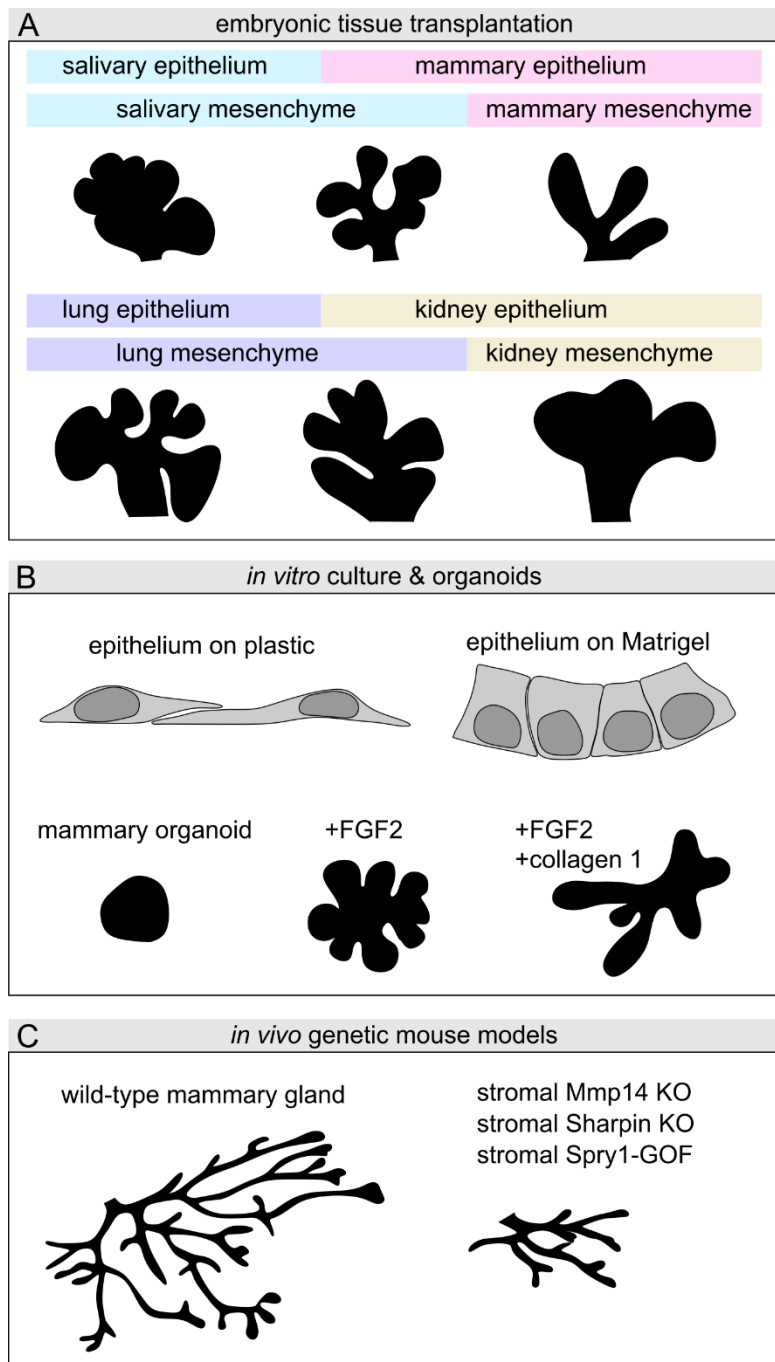 A embryonic tissue transplantation
salivary epithelium mammary epithelium
salivary mesenchyme mammary mesenchyme
lung epithelium kidney epithelium
lung mesenchyme kidney mesenchyme
B in vitro culture & organoids
epithelium on plastic epithelium on Matrigel
mammary organoid +FGF2 +FGF2
+collagen 1
C in vivo genetic mouse models
wild-type mammary gland stromal Mmp14 KO
stromal Sharpin KO
stromal Spry1-GOF